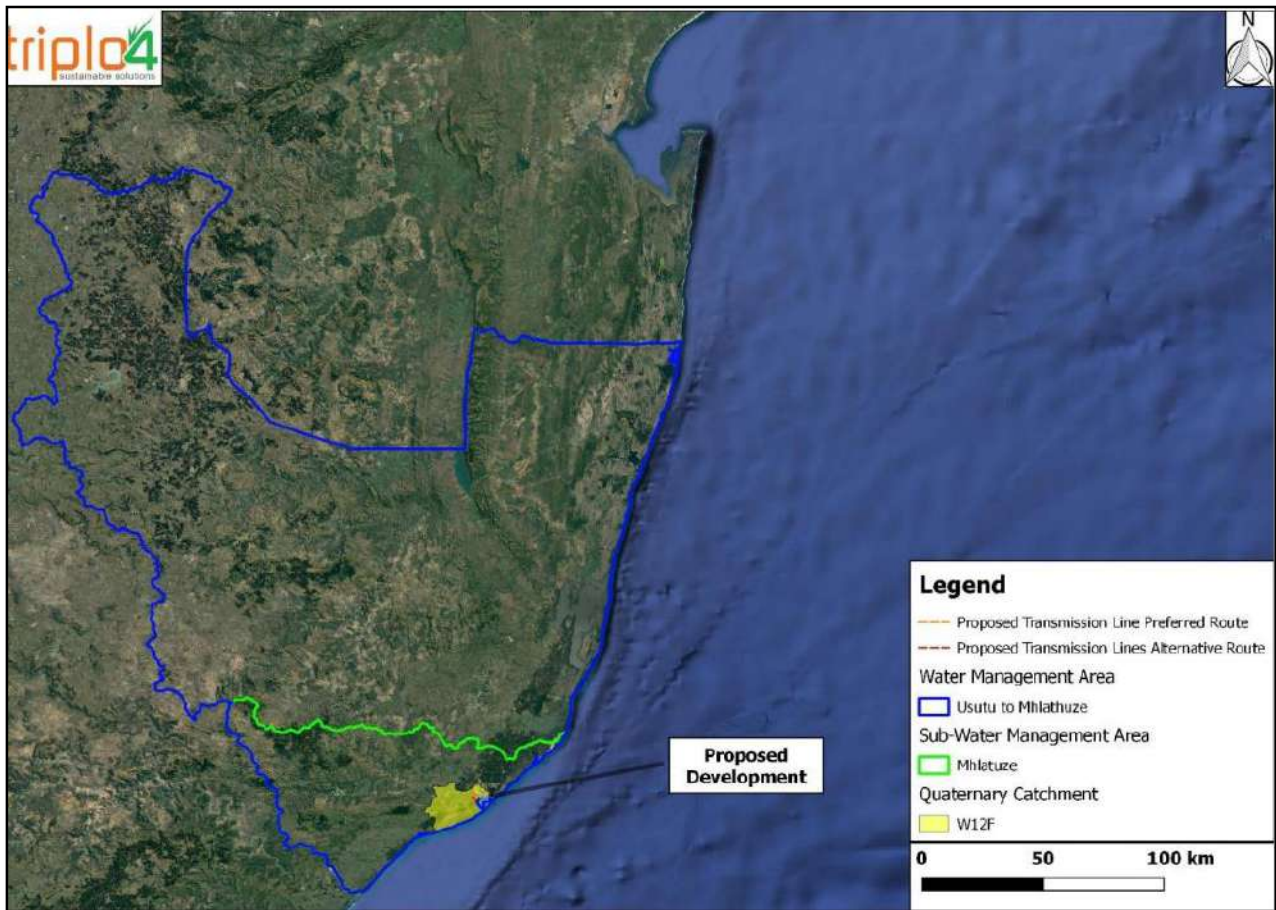 triplo4
sustainable solutions
N
Proposed
Development
Legend
Proposed Transmission Line Preferred Route
Proposed Transmission Lines Alternative Route
Water Management Area
Usutu to Mhlathuze
Sub-Water Management Area
Mhlatuze
Quaternary Catchment
W12F
0 50 100 km